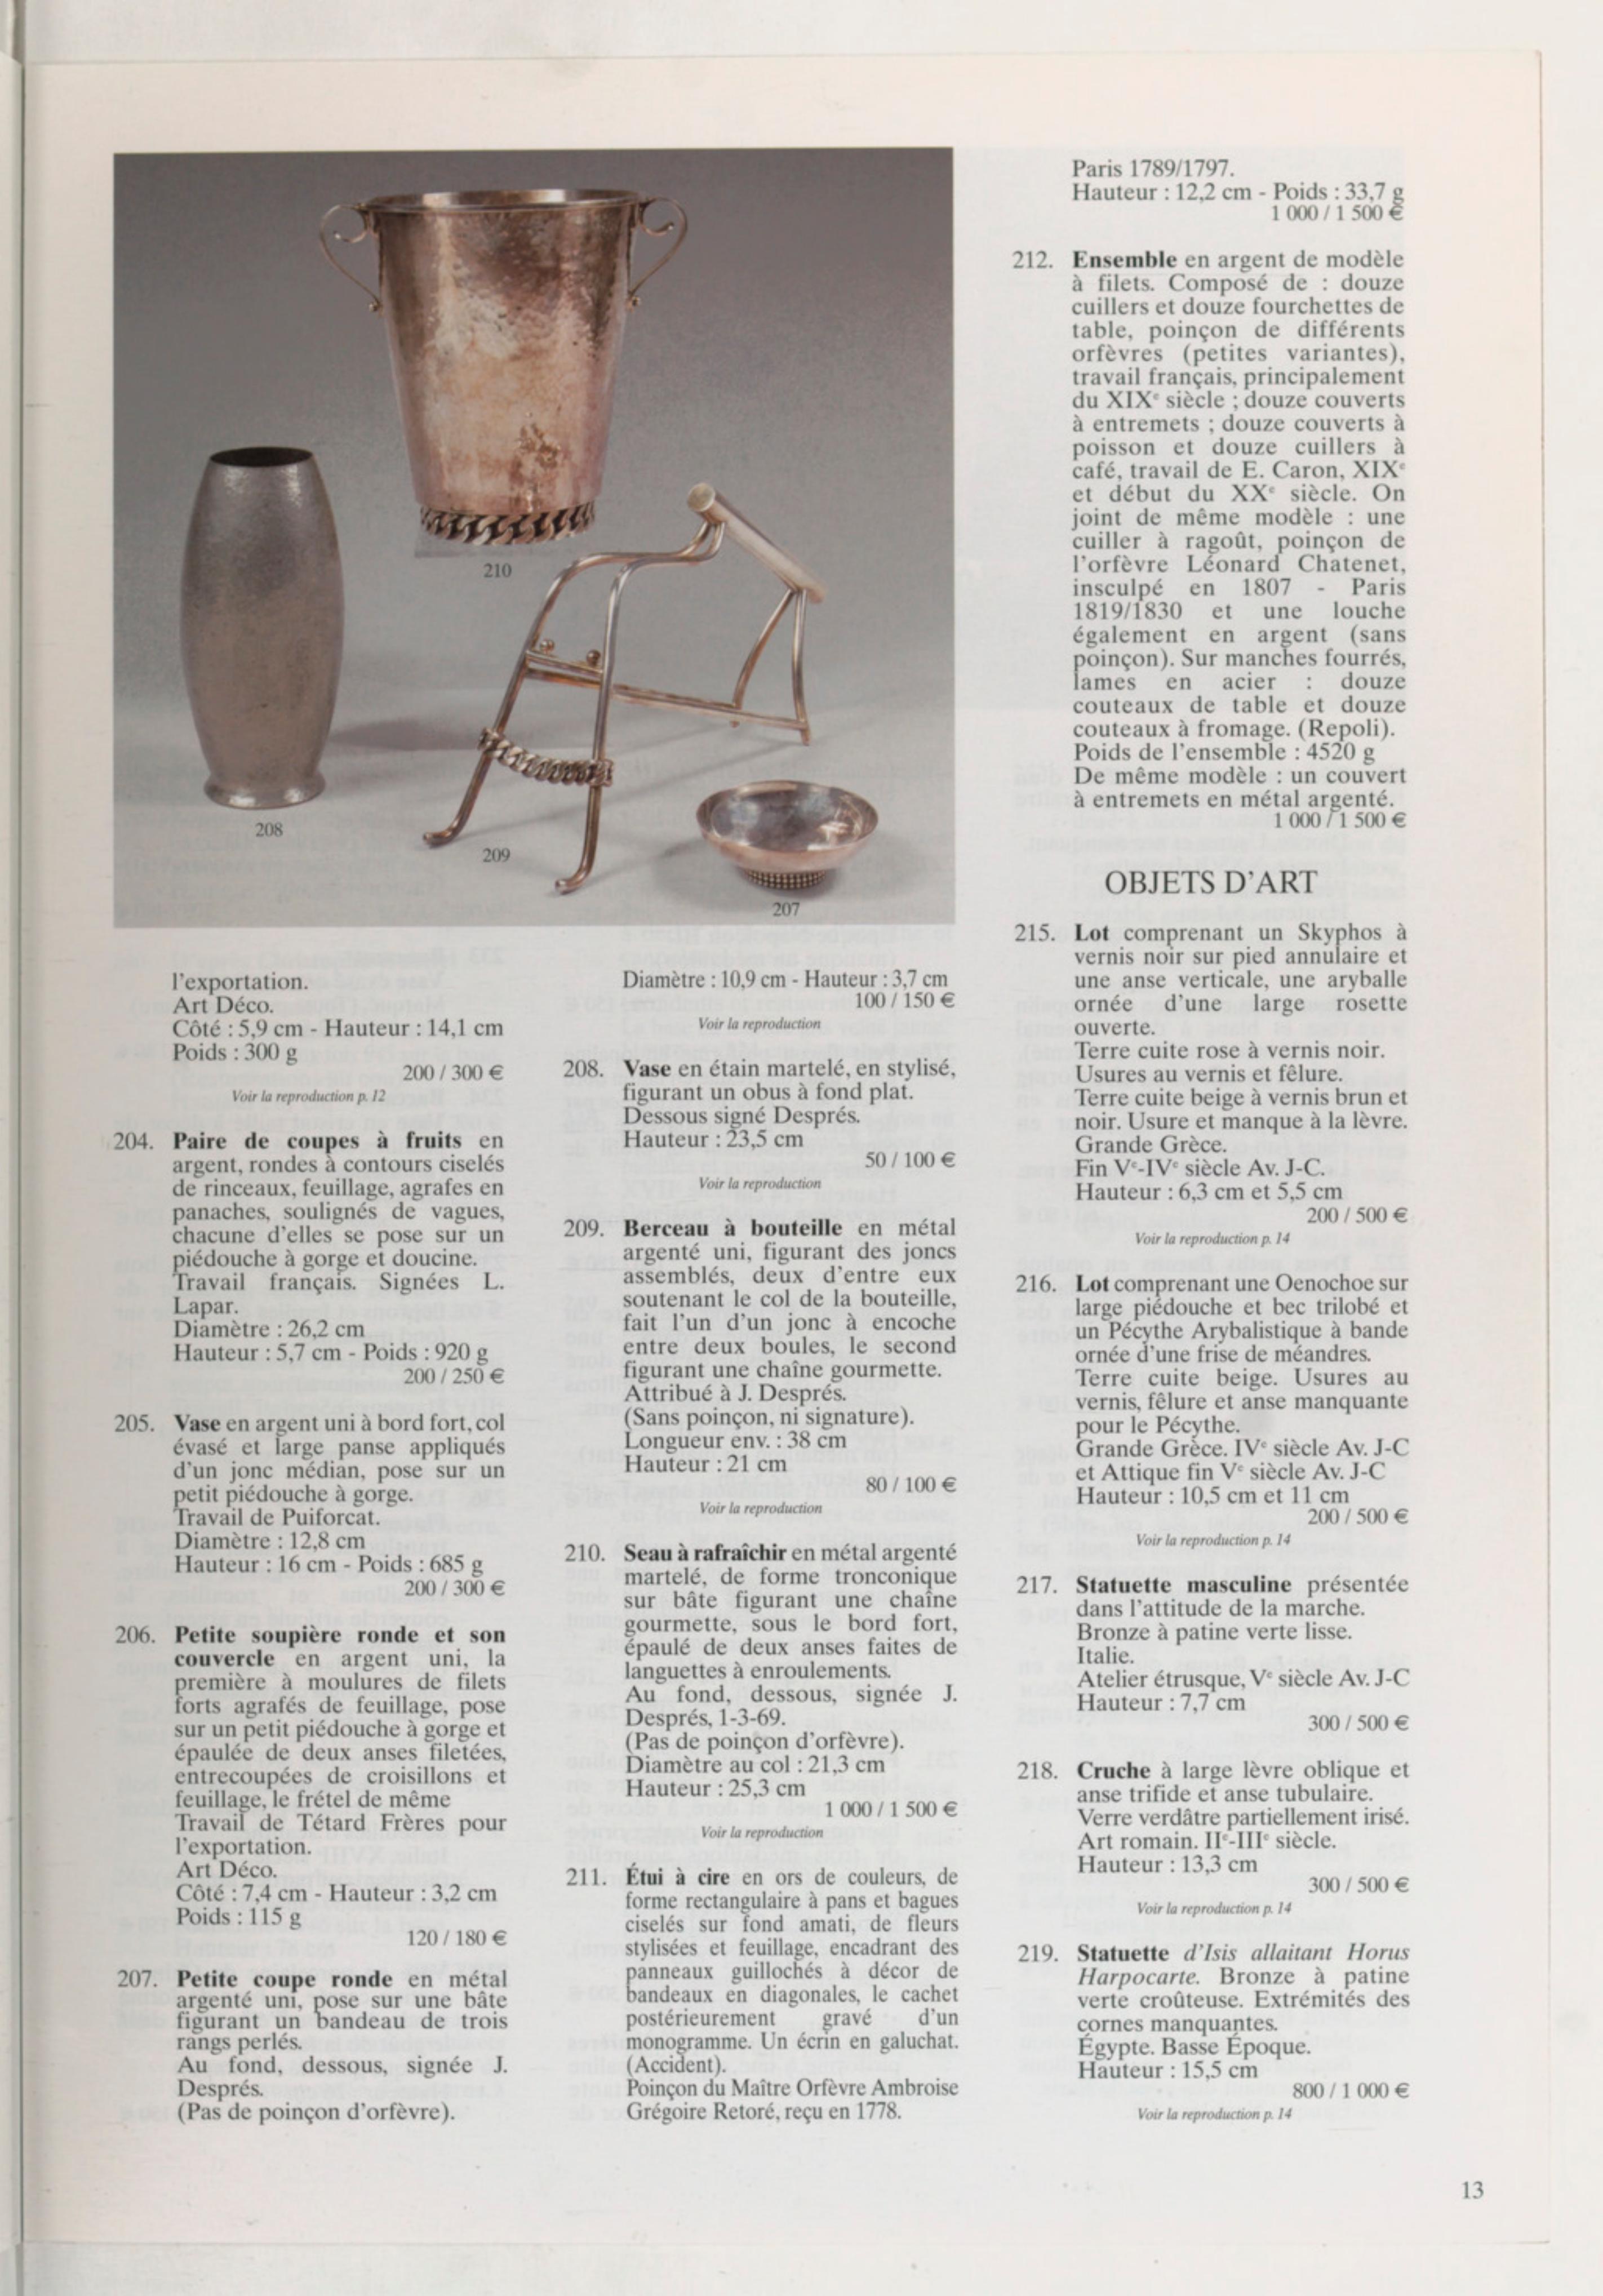 210
208
209
207
l'exportation.
Art Déco.
Côté : 5,9 cm - Hauteur : 14,1 cm
Poids : 300 g
200 / 300 €
Voir la reproduction p. 12
204. Paire de coupes à fruits en
argent, rondes à contours ciselés
de rinceaux, feuillage, agrafes en
panaches, soulignés de vagues,
chacune d'elles se pose sur un
piédouche à gorge et doucine.
Travail français. Signées L.
Lapar.
Diamètre : 26,2 cm
Hauteur : 5,7 cm - Poids : 920 g
200 / 250 €
205. Vase en argent uni à bord fort, col
évasé et large panse appliqués
d'un jonc médian, pose sur un
petit piédouche à gorge.
Travail de Puiforcat.
Diamètre : 12,8 cm
Hauteur : 16 cm - Poids : 685 g
200 / 300 €
206. Petite soupière ronde et son
couvercle en argent uni, la
première à moulures de filets
forts agrafés de feuillage, pose
sur un petit piédouche à gorge et
épaulée de deux anses filetées,
entrecoupées de croisillons et
feuillage, le frétel de même
Travail de Tétard Frères pour
l'exportation.
Art Déco.
Côté : 7,4 cm - Hauteur : 3,2 cm
Poids : 115 g
120 / 180 €
207. Petite coupe ronde en métal
argenté uni, pose sur une bâte
figurant un bandeau de trois
rangs perlés.
Au fond, dessous, signée J.
Després.
(Pas de poinçon d'orfèvre).
Diamètre : 10,9 cm - Hauteur : 3,7 cm
100 / 150 €
Voir la reproduction
208. Vase en étain martelé, en stylisé,
figurant un obus à fond plat.
Dessous signé Després.
Hauteur : 23,5 cm
50 / 100 €
Voir la reproduction
209. Berceau à bouteille en métal
argenté uni, figurant des joncs
assemblés, deux d'entre eux
soutenant le col de la bouteille,
fait l'un d'un jonc à encoche
entre deux boules, le second
figurant une chaîne gourmette.
Attribué à J. Després.
(Sans poinçon, ni signature).
Longueur env. : 38 cm
Hauteur : 21 cm
80 / 100 €
Voir la reproduction
210. Seau à rafraîchir en métal argenté
martelé, de forme tronconique
sur bâte figurant une chaîne
gourmette, sous le bord fort,
épaulé de deux anses faites de
languettes à enroulements.
Au fond, dessous, signée J.
Després, 1-3-69.
(Pas de poinçon d'orfèvre).
Diamètre au col : 21,3 cm
Hauteur : 25,3 cm
1 000 / 1 500 €
Voir la reproduction
211. Étui à cire en ors de couleurs, de
forme rectangulaire à pans et bagues
ciselés sur fond amati, de fleurs
stylisées et feuillage, encadrant des
panneaux guillochés à décor de
bandeaux en diagonales, le cachet
postérieurement gravé d'un
monogramme. Un écrin en galuchat.
(Accident).
Poinçon du Maître Orfèvre Ambroise
Grégoire Retoré, reçu en 1778.
Paris 1789/1797.
Hauteur : 12,2 cm - Poids : 33,7 g
1 000 / 1 500 €
212. Ensemble en argent de modèle
à filets. Composé de : douze
cuillers et douze fourchettes de
table, poinçon de différents
orfèvres (petites variantes),
travail français, principalement
du XIXe siècle ; douze couverts
à entremets ; douze couverts à
poisson et douze cuillers à
café, travail de E. Caron, XIXe
et début du XXe siècle. On
joint de même modèle : une
cuiller à ragoût, poinçon de
l'orfèvre Léonard Chatenet,
insculpé en 1807 - Paris
1819/1830 et une louche
également en argent (sans
poinçon). Sur manches fourrés,
lames en acier : douze
couteaux de table et douze
couteaux à fromage. (Repoli).
Poids de l'ensemble : 4520 g
De même modèle : un couvert
à entremets en métal argenté.
1 000 / 1 500 €
OBJETS D'ART
215. Lot comprenant un Skyphos à
vernis noir sur pied annulaire et
une anse verticale, une aryballe
ornée d'une large rosette
ouverte.
Terre cuite rose à vernis noir.
Usures au vernis et fêlure.
Terre cuite beige à vernis brun et
noir. Usure et manque à la lèvre.
Grande Grèce.
Fin Ve-IVe siècle Av. J-C.
Hauteur : 6,3 cm et 5,5 cm
200 / 500 €
Voir la reproduction p. 14
216. Lot comprenant une Oenochoe sur
large piédouche et bec trilobé et
un Pécythe Arybalistique à bande
ornée d'une frise de méandres.
Terre cuite beige. Usures au
vernis, fêlure et anse manquante
pour le Pécythe.
Grande Grèce. IVe siècle Av. J-C
et Attique fin Ve siècle Av. J-C
Hauteur : 10,5 cm et 11 cm
200 / 500 €
Voir la reproduction p. 14
217. Statuette masculine présentée
dans l'attitude de la marche.
Bronze à patine verte lisse.
Italie.
Atelier étrusque, Ve siècle Av. J-C
Hauteur : 7,7 cm
300 / 500 €
218. Cruche à large lèvre oblique et
anse trifide et anse tubulaire.
Verre verdâtre partiellement irisé.
Art romain. IIe-IIIe siècle.
Hauteur : 13,3 cm
300 / 500 €
Voir la reproduction p. 14
219. Statuette d'Isis allaitant Horus
Harpocarte. Bronze à patine
verte croûteuse. Extrémités des
cornes manquantes.
Égypte. Basse Époque.
Hauteur : 15,5 cm
800 / 1 000 €
Voir la reproduction p. 14
13